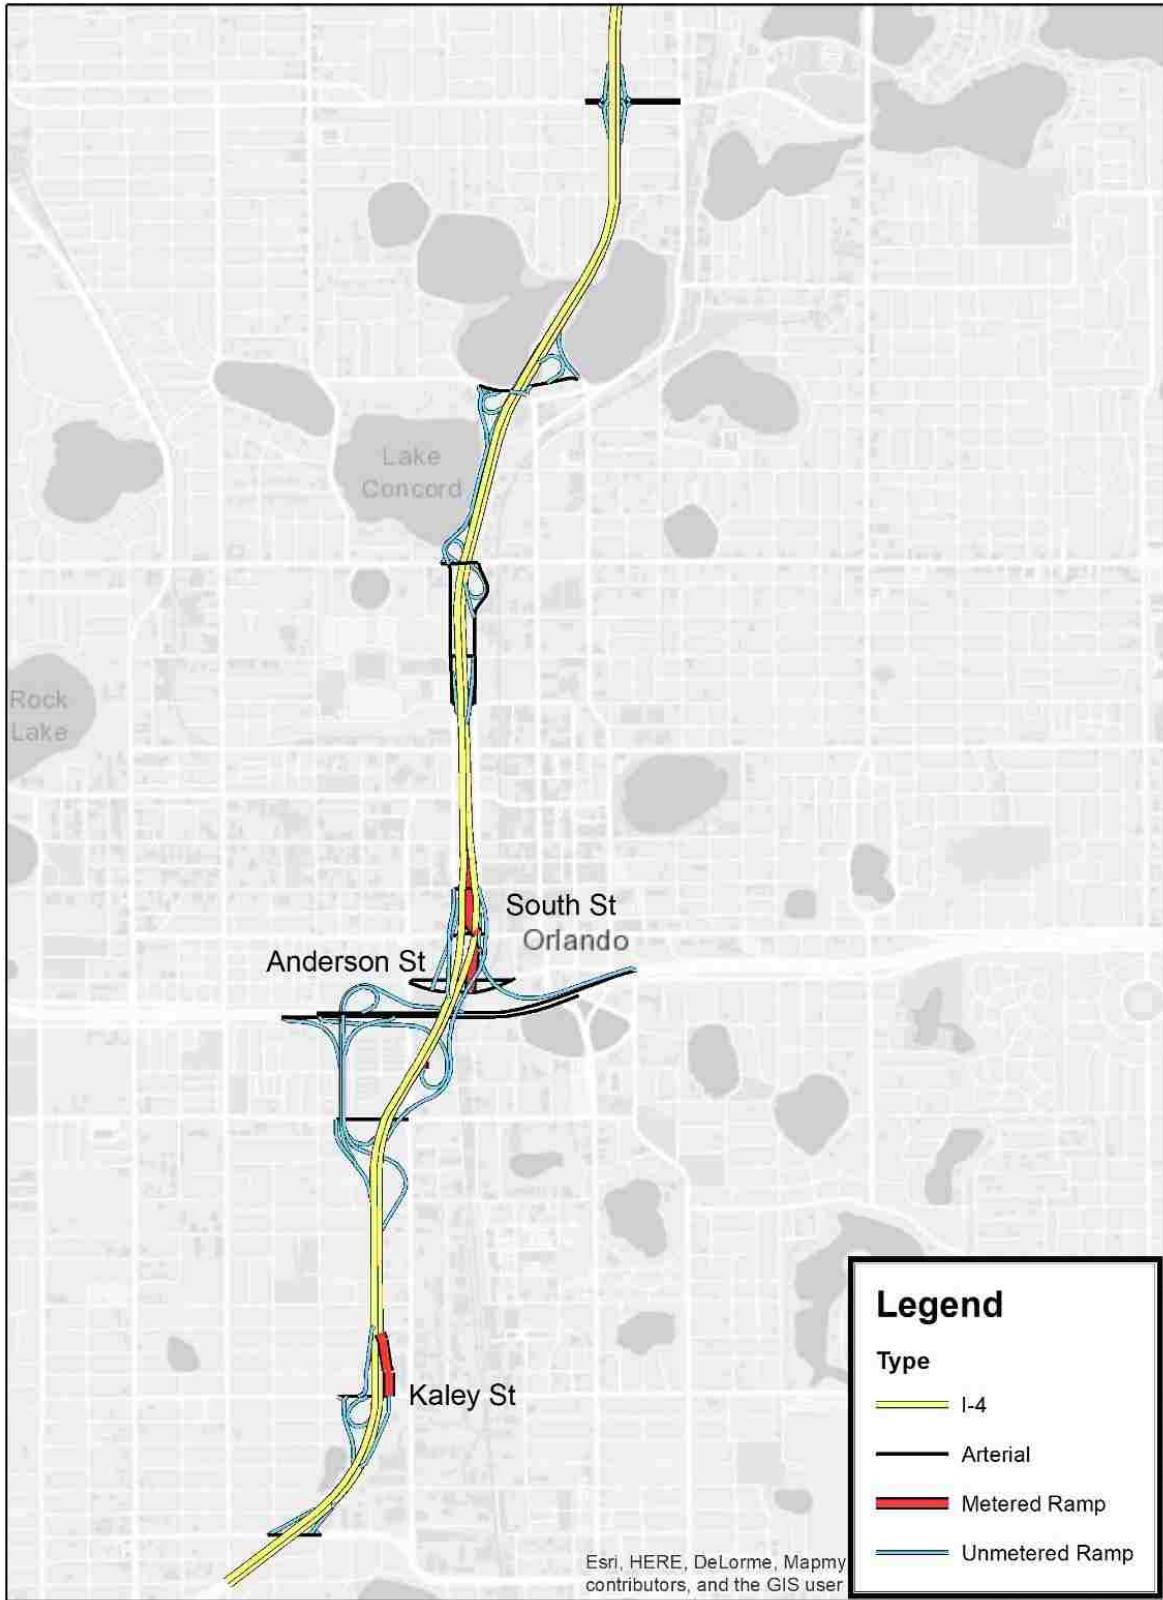 Lake
Concord
Rock
Lake
South St
Orlando
Anderson St
Kaley St
Legend
Type
I-4
Arterial
Metered Ramp
Unmetered Ramp
Esri, HERE, DeLorme, Mapmy
contributors, and the GIS user